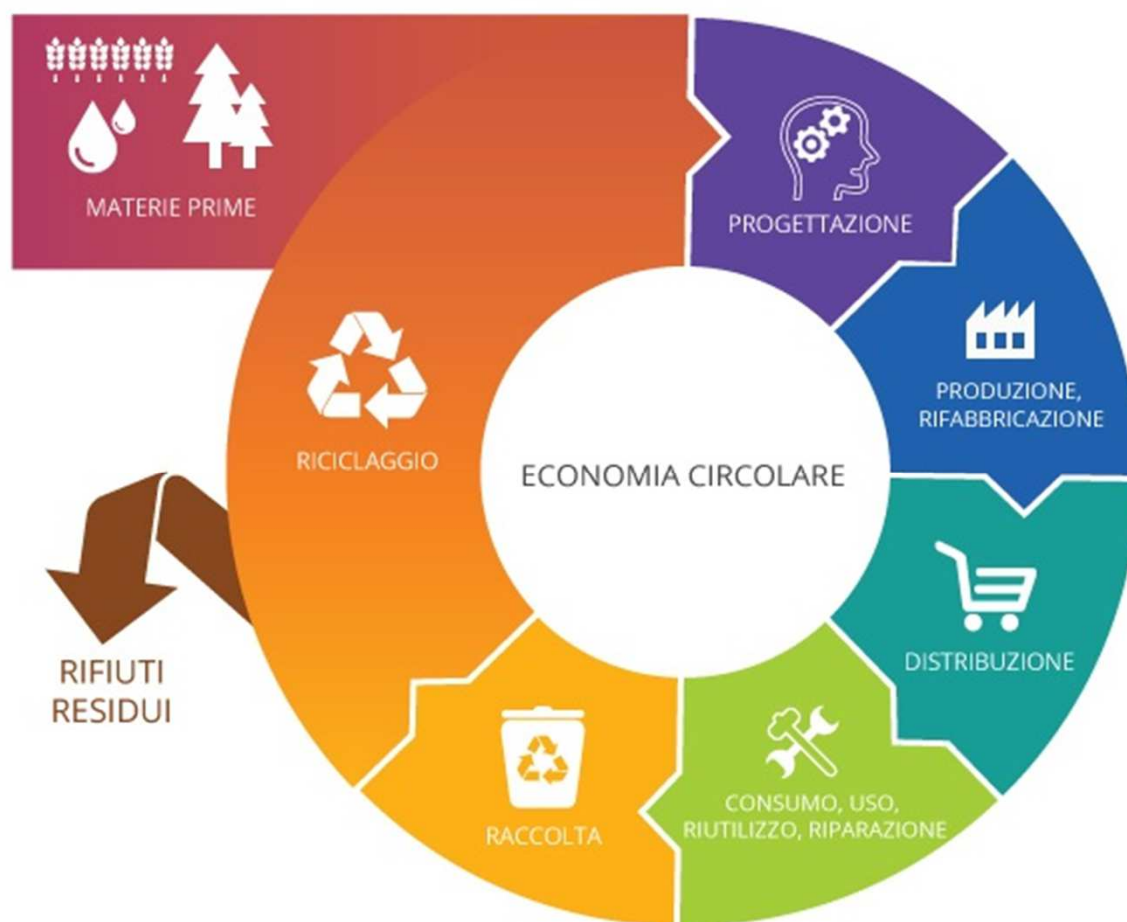 MATERIE PRIME
PROGETTAZIONE
PRODUZIONE,
RIFABBRICAZIONE
RICICLAGGIO
ECONOMIA CIRCOLARE
DISTRIBUZIONE
RIFIUTI
RESIDUI
CONSUMO, USO,
RIUTILIZZO, RIPARAZIONE
RACCOLTA